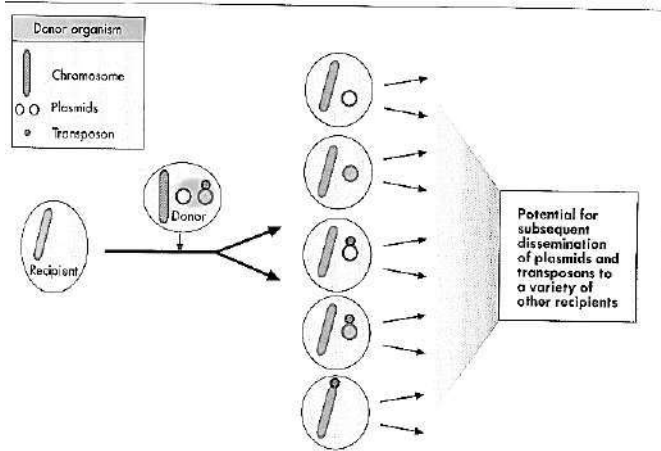 Donor organism
Chromosome
Plasmids
Transposon
Donor
Recipient
Potential for
subsequent
dissemination
of plasmids and
transposons to
a variety of
other recipients